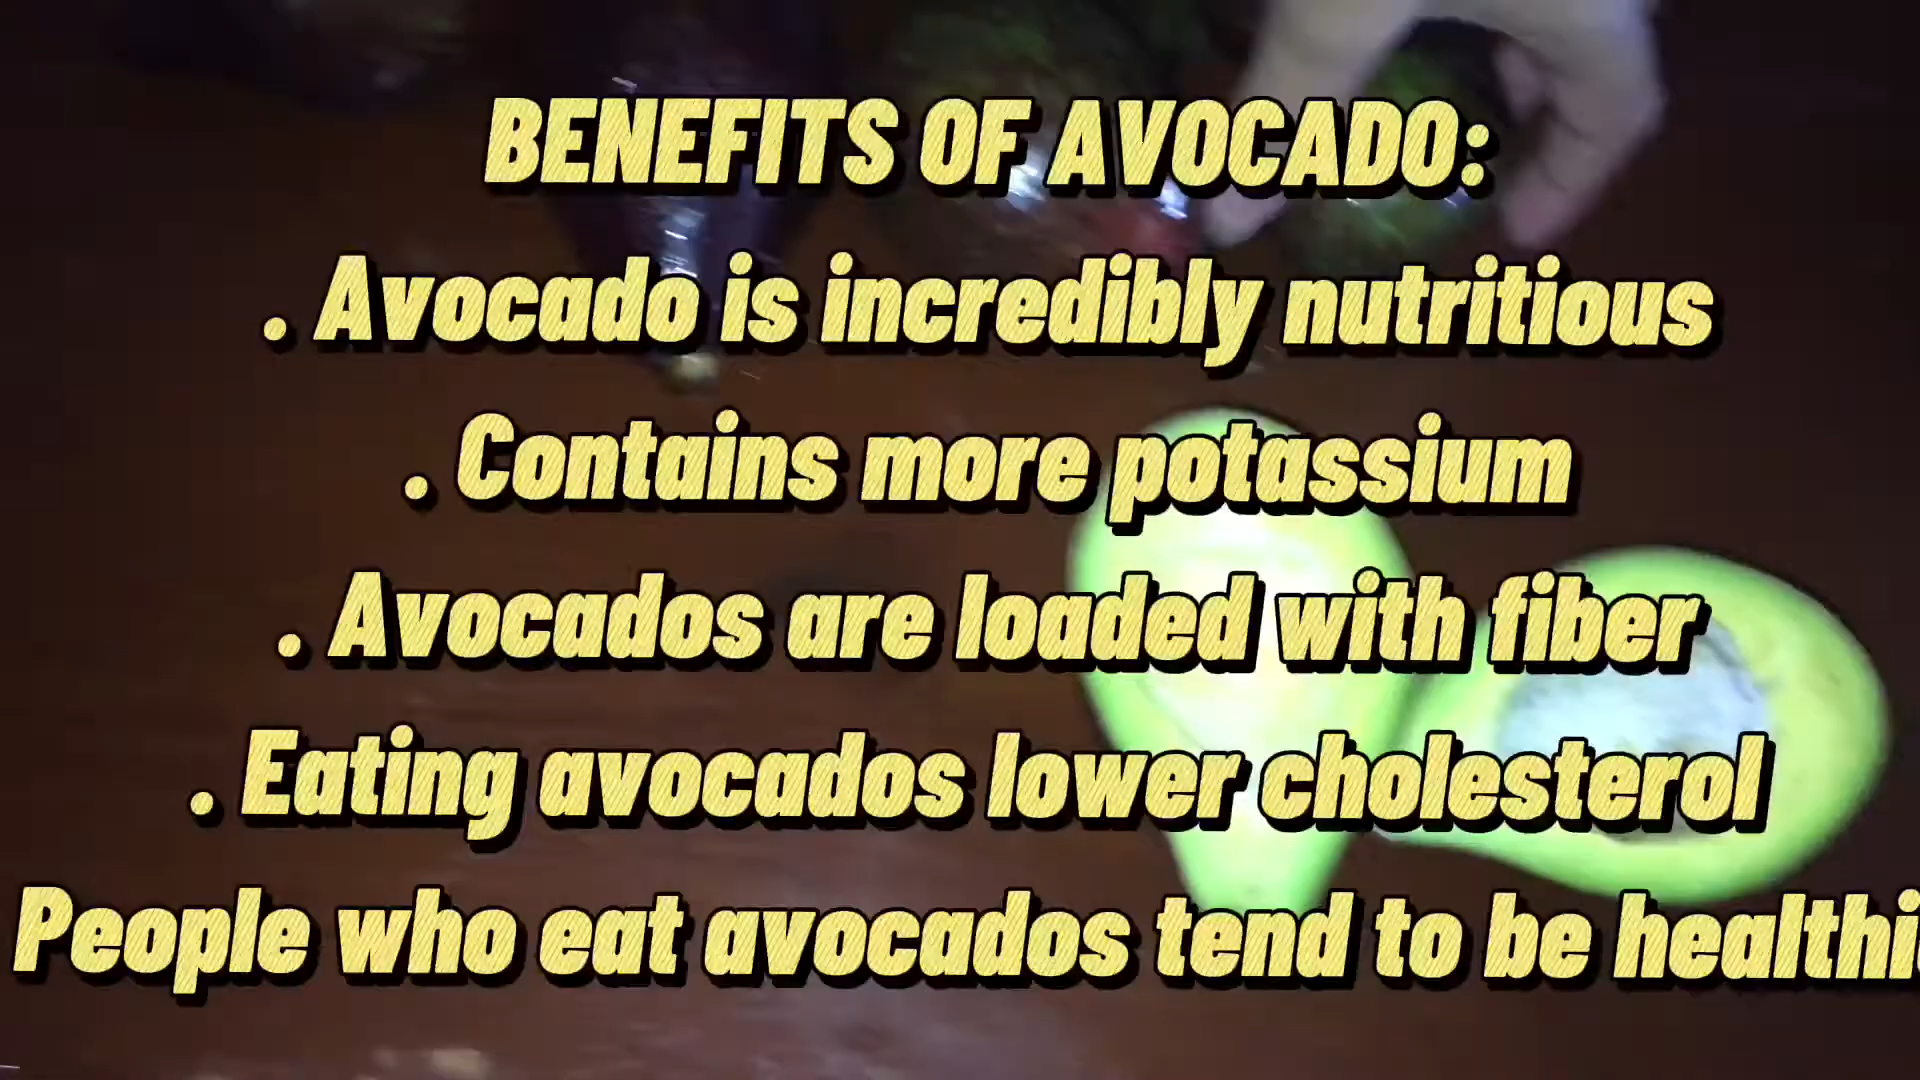 BENEFITS OF AVOCADO:
. Avocado is incredibly nutritious
. Contains more potassium
. Avocados are loaded with fiber
. Eating avocados lower cholesterol
People who eat avocados tend to be